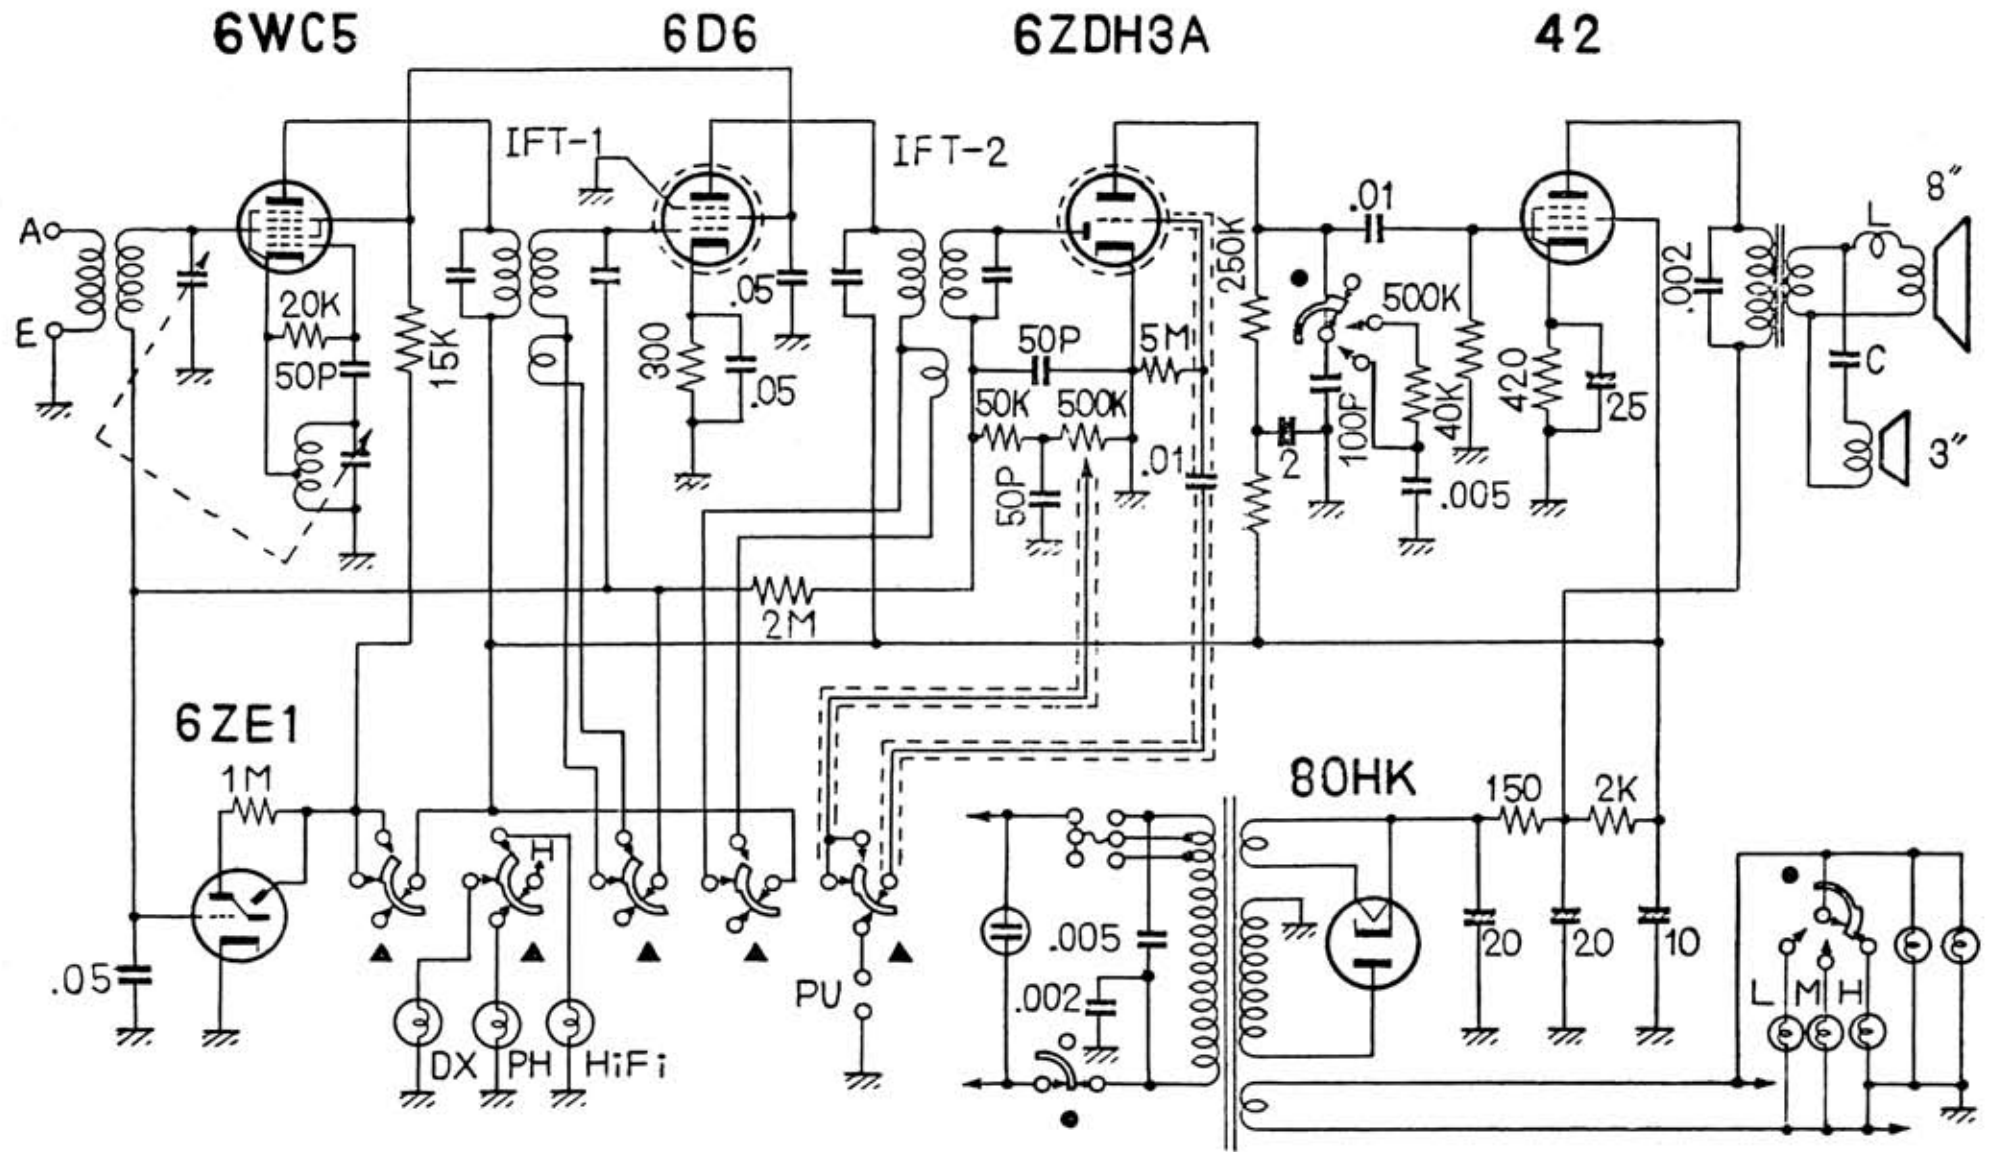 6WC5 6D6 6ZDH3A 42
IFT-1
IFT-2
A
E
20K
50P
15K
300
.05
.05
50P
5M
50K
500K
50P
.01
250K
2
.01
500K
100P
40K
.005
420
25
.002
L
8″
C
3″
2M
6ZE1
1M
.05
H
DX
PH
HiFi
PU
.005
.002
80HK
150
2K
20
20
10
L M H